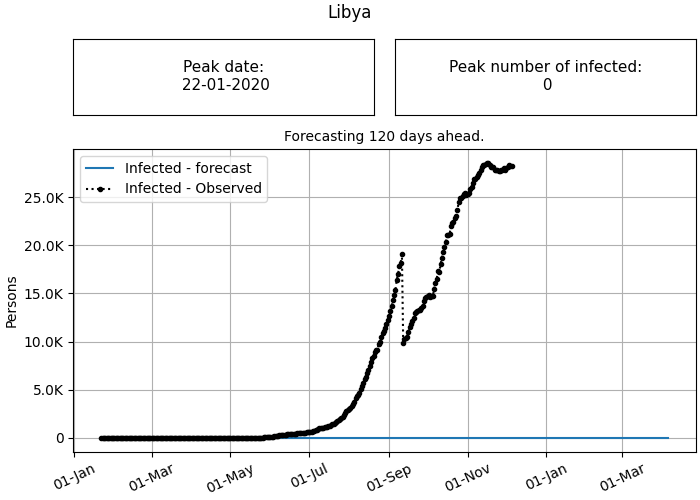 Libya
Peak date:
22-01-2020
Peak number of infected:
0
Forecasting 120 days ahead.
Infected - forecast
Infected - Observed
Persons
25.0K
20.0K
15.0K
10.0K
5.0K
0
01-Jan
01-Mar
01-May
01-Jul
01-Sep
01-Nov
01-Jan
01-Mar